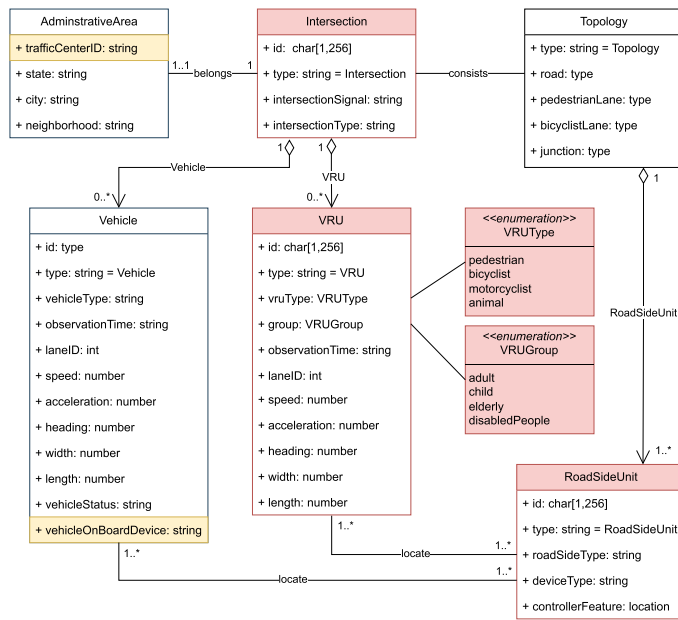 AdminstrativeArea
+ trafficCenterID: string
+ state: string
+ city: string
+ neighborhood: string
1..1
belongs
1
Intersection
+ id: char[1,256]
+ type: string = Intersection
+ intersectionSignal: string
+ intersectionType: string
consists
Topology
+ type: string = Topology
+ road: type
+ pedestrianLane: type
+ bicyclistLane: type
+ junction: type
1
1
1
Vehicle
VRU
0..*
0..*
Vehicle
+ id: type
+ type: string = Vehicle
+ vehicleType: string
+ observationTime: string
+ laneID: int
+ speed: number
+ acceleration: number
+ heading: number
+ width: number
+ length: number
+ vehicleStatus: string
+ vehicleOnBoardDevice: string
1..*
VRU
+ id: char[1,256]
+ type: string = VRU
+ vruType: VRUType
+ group: VRUGroup
+ observationTime: string
+ laneID: int
+ speed: number
+ acceleration: number
+ heading: number
+ width: number
+ length: number
1..*
<<enumeration>>
VRUType
pedestrian
bicyclist
motorcyclist
animal
<<enumeration>>
VRUGroup
adult
child
elderly
disabledPeople
RoadSideUnit
1..*
RoadSideUnit
+ id: char[1,256]
+ type: string = RoadSideUnit
+ roadSideType: string
+ deviceType: string
+ controllerFeature: location
locate
1..*
locate
1..*